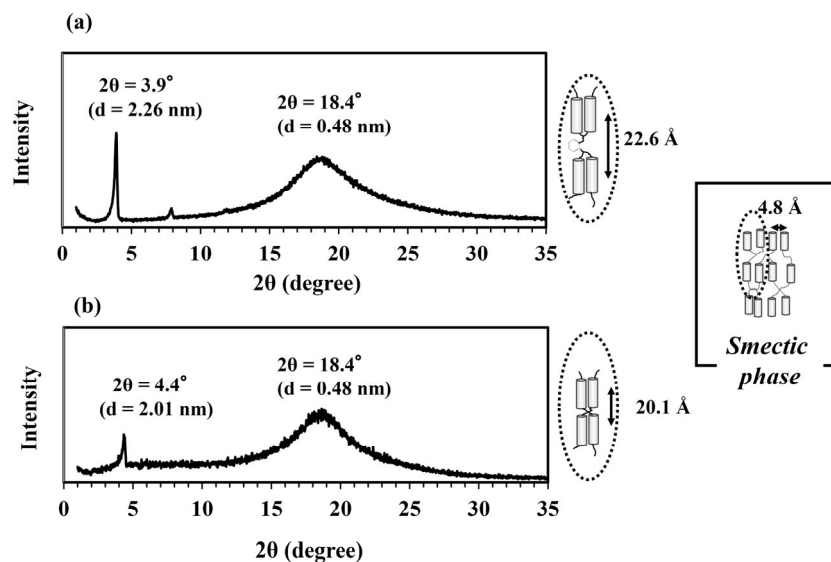 (a)
2θ = 3.9°
(d = 2.26 nm)
2θ = 18.4°
(d = 0.48 nm)
Intensity
0 5 10 15 20 25 30 35
2θ (degree)
22.6 Å
(b)
2θ = 4.4°
(d = 2.01 nm)
2θ = 18.4°
(d = 0.48 nm)
Intensity
0 5 10 15 20 25 30 35
2θ (degree)
20.1 Å
4.8 Å
Smectic
phase